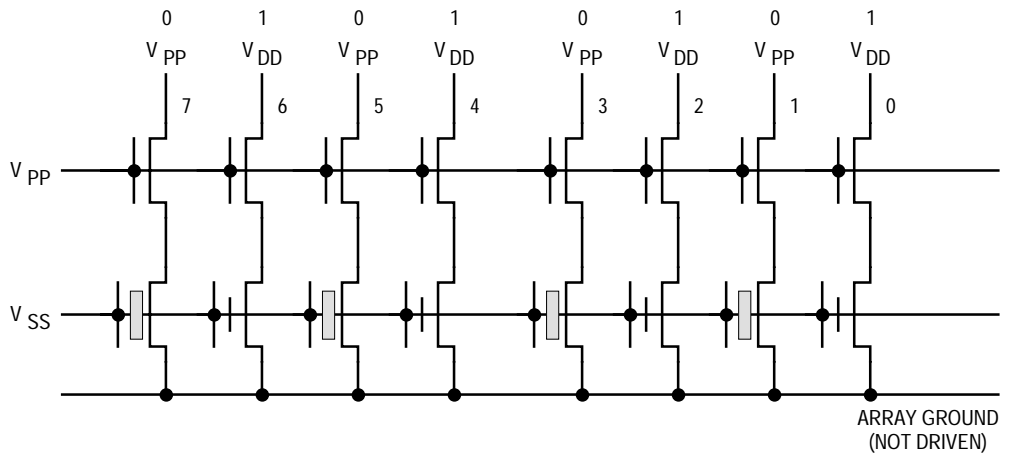 0 1 0 1 0 1 0 1
V PP V DD V PP V DD V PP V DD V PP V DD
7 6 5 4 3 2 1 0
V PP
V SS
ARRAY GROUND
(NOT DRIVEN)